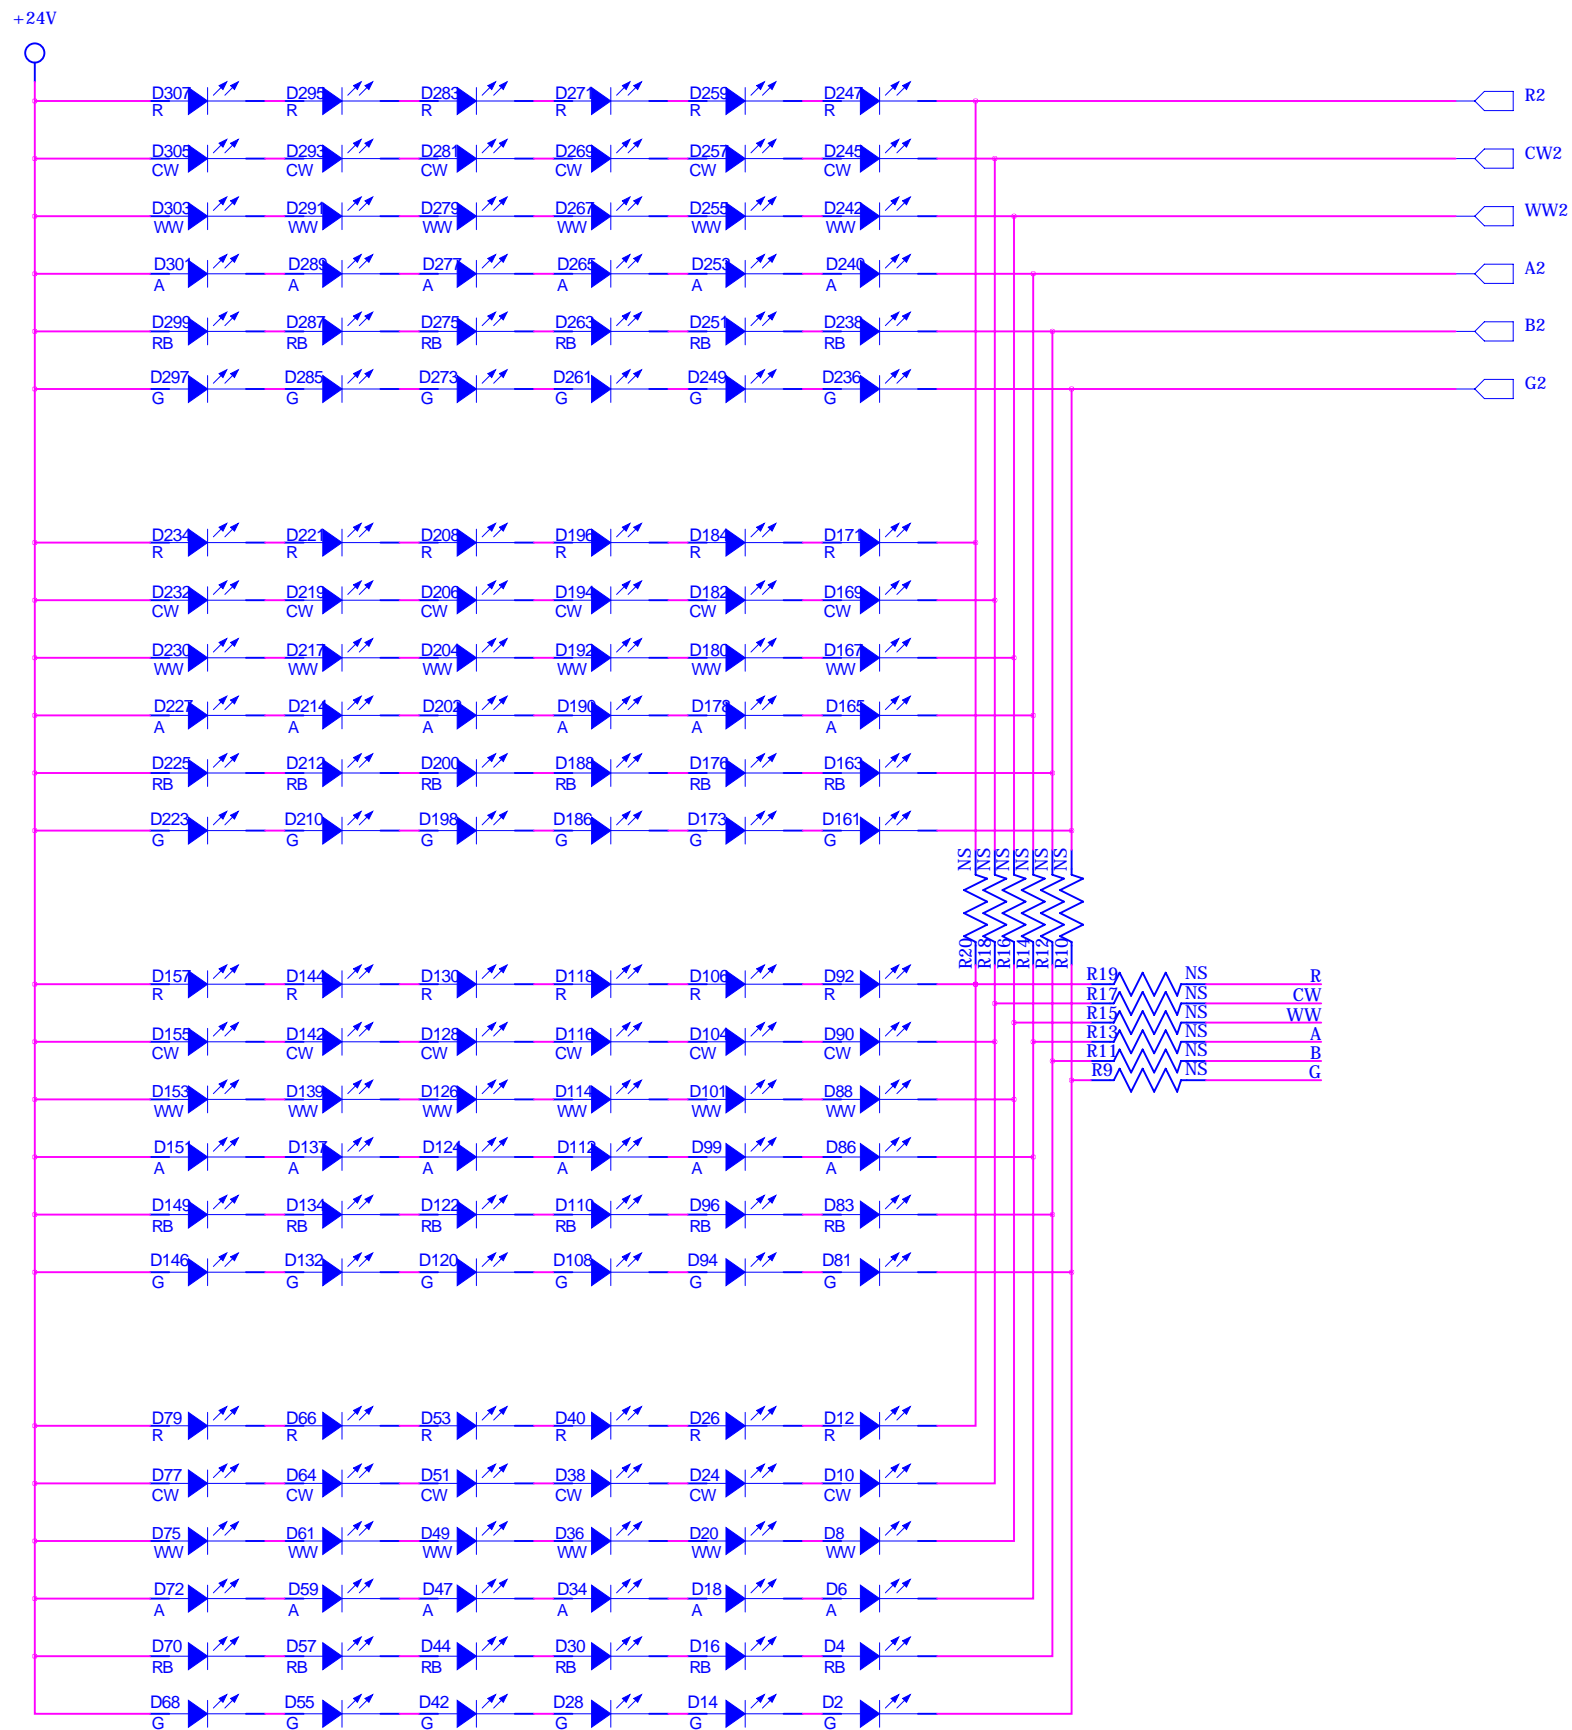 +24V
D307 D295 D283 D271 D259 D247 R2
R R R R R R
D305 D293 D281 D269 D257 D245 CW2
CW CW CW CW CW CW
D303 D291 D279 D267 D255 D242 WW2
WW WW WW WW WW WW
D301 D289 D277 D265 D253 D240 A2
A A A A A A
D299 D287 D275 D263 D251 D238 B2
RB RB RB RB RB RB
D297 D285 D273 D261 D249 D236 G2
G G G G G G
D234 D221 D208 D196 D184 D171
R R R R R R
D232 D219 D206 D194 D182 D169
CW CW CW CW CW CW
D230 D217 D204 D192 D180 D167
WW WW WW WW WW WW
D227 D214 D202 D190 D178 D165
A A A A A A
D225 D212 D200 D188 D176 D163
RB RB RB RB RB RB
D223 D210 D198 D186 D173 D161
G G G G G G
NS NS NS NS NS NS
R20 R18 R16 R14 R12 R10
D157 D144 D130 D118 D106 D92
R R R R R R
R19 NS R
R17 NS CW
R15 NS WW
R13 NS A
R11 NS B
R9 NS G
D155 D142 D128 D116 D104 D90
CW CW CW CW CW CW
D153 D139 D126 D114 D101 D88
WW WW WW WW WW WW
D151 D137 D124 D112 D99 D86
A A A A A A
D149 D134 D122 D110 D96 D83
RB RB RB RB RB RB
D146 D132 D120 D108 D94 D81
G G G G G G
D79 D66 D53 D40 D26 D12
R R R R R R
D77 D64 D51 D38 D24 D10
CW CW CW CW CW CW
D75 D61 D49 D36 D20 D8
WW WW WW WW WW WW
D72 D59 D47 D34 D18 D6
A A A A A A
D70 D57 D44 D30 D16 D4
RB RB RB RB RB RB
D68 D55 D42 D28 D14 D2
G G G G G G